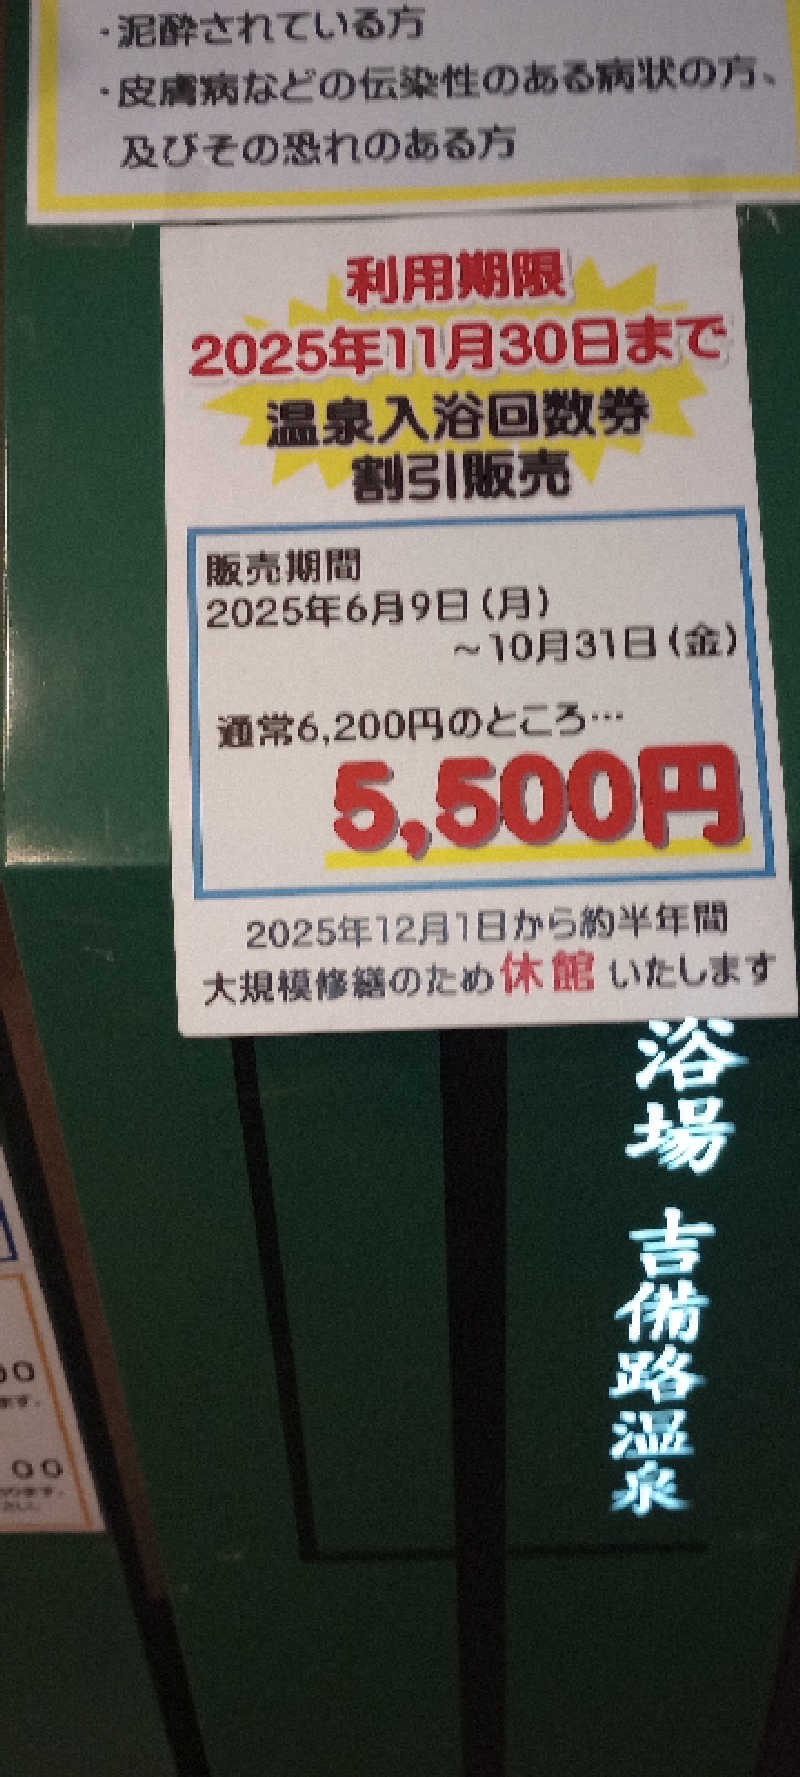 ・泥酔されている方
・皮膚病などの伝染性のある病状の方、
及びその恐れのある方
利用期限
2025年11月30日まで
温泉入浴回数券
割引販売
販売期間
2025年6月9日(月)
~10月31日(金)
通常6,200円のところ…
5,500円
2025年12月1日から約半年間
大規模修繕のため休館いたします
浴場 吉備路温泉
00
ます。
00